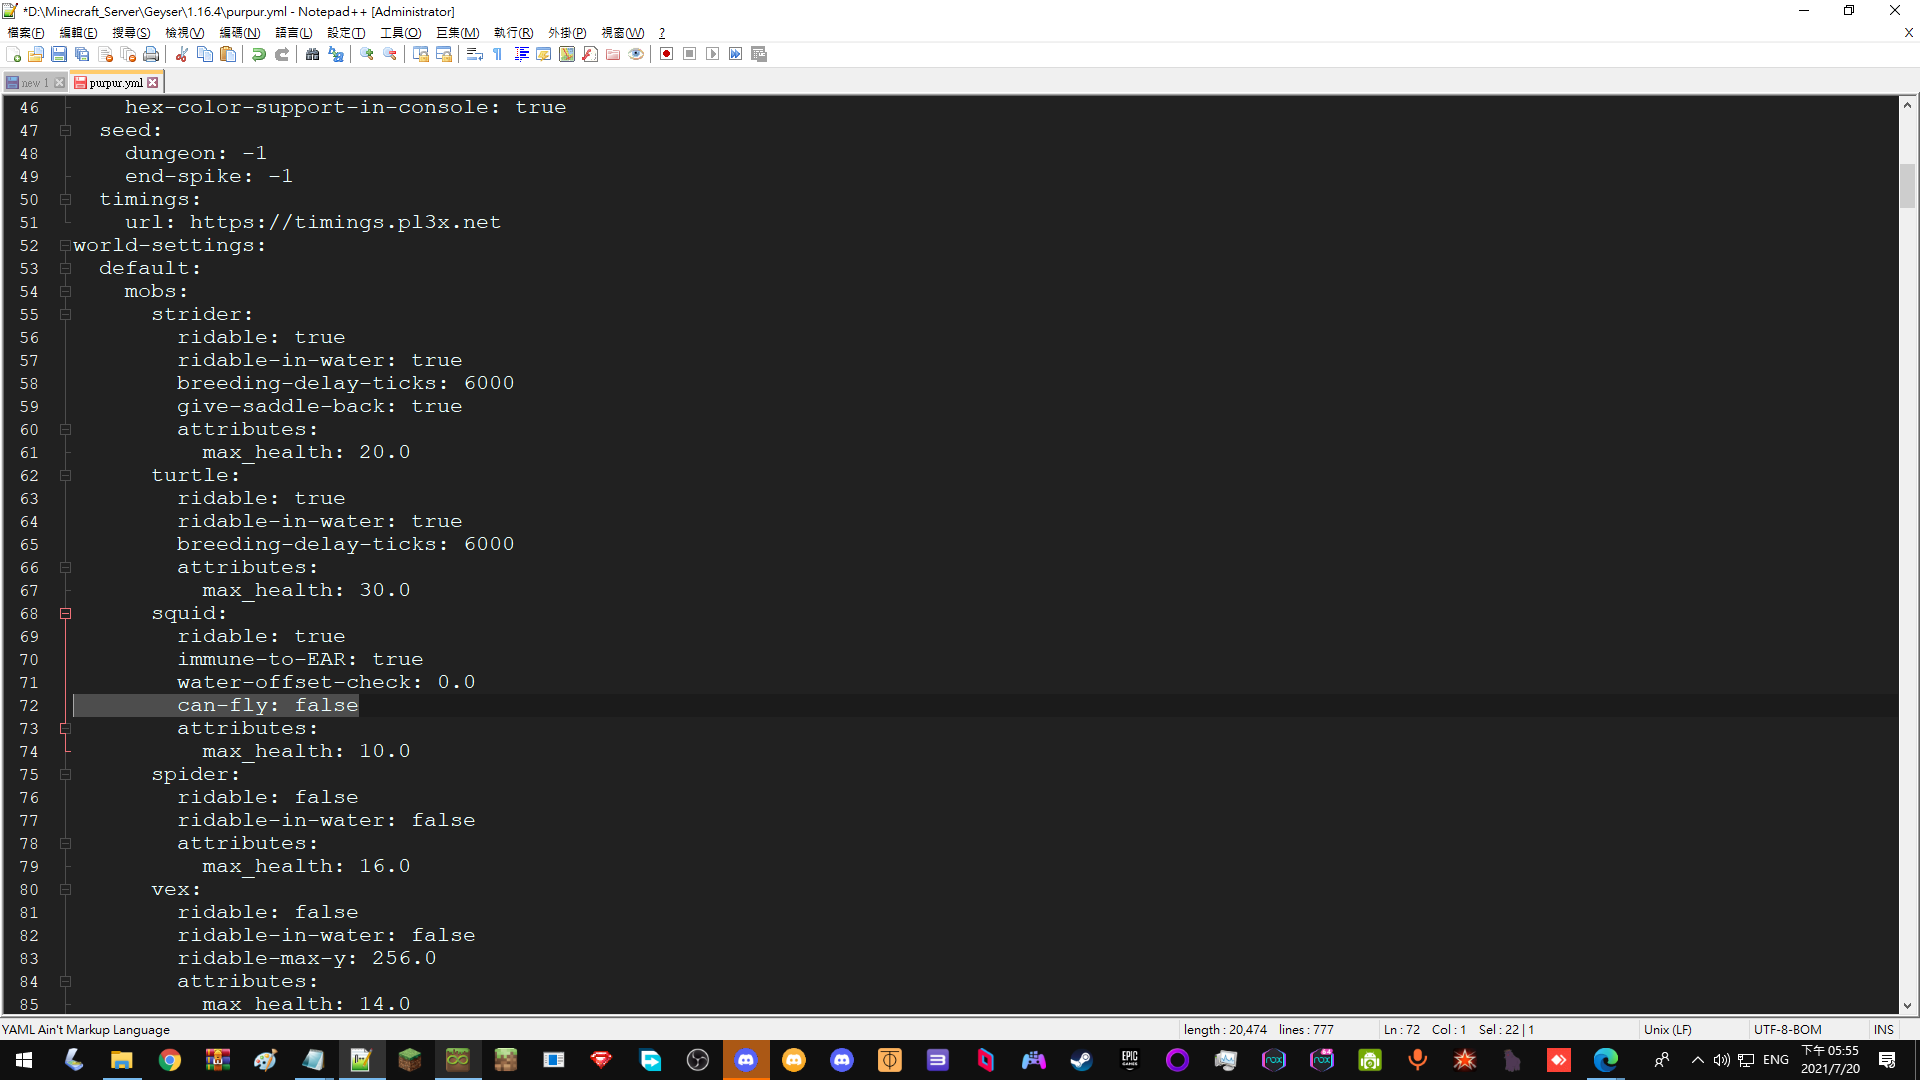 *D:\Minecraft_Server\Geyser\1.16.4\purpur.yml - Notepad++ [Administrator]
檔案(F) 編輯(E) 搜尋(S) 檢視(V) 編碼(N) 語言(L) 設定(T) 工具(O) 巨集(M) 執行(R) 外掛(P) 視窗(W) ? X
new 1 purpur.yml
46 hex-color-support-in-console: true
47 seed:
48 dungeon: -1
49 end-spike: -1
50 timings:
51 url: https://timings.pl3x.net
52 world-settings:
53 default:
54 mobs:
55 strider:
56 ridable: true
57 ridable-in-water: true
58 breeding-delay-ticks: 6000
59 give-saddle-back: true
60 attributes:
61 max_health: 20.0
62 turtle:
63 ridable: true
64 ridable-in-water: true
65 breeding-delay-ticks: 6000
66 attributes:
67 max_health: 30.0
68 squid:
69 ridable: true
70 immune-to-EAR: true
71 water-offset-check: 0.0
72 can-fly: false
73 attributes:
74 max_health: 10.0
75 spider:
76 ridable: false
77 ridable-in-water: false
78 attributes:
79 max_health: 16.0
80 vex:
81 ridable: false
82 ridable-in-water: false
83 ridable-max-y: 256.0
84 attributes:
85 max_health: 14.0
YAML Ain't Markup Language length : 20,474 lines : 777 Ln : 72 Col : 1 Sel : 22 | 1 Unix (LF) UTF-8-BOM INS
EPIC GAMES nox nox 64 ENG 下午 05:55
2021/7/20